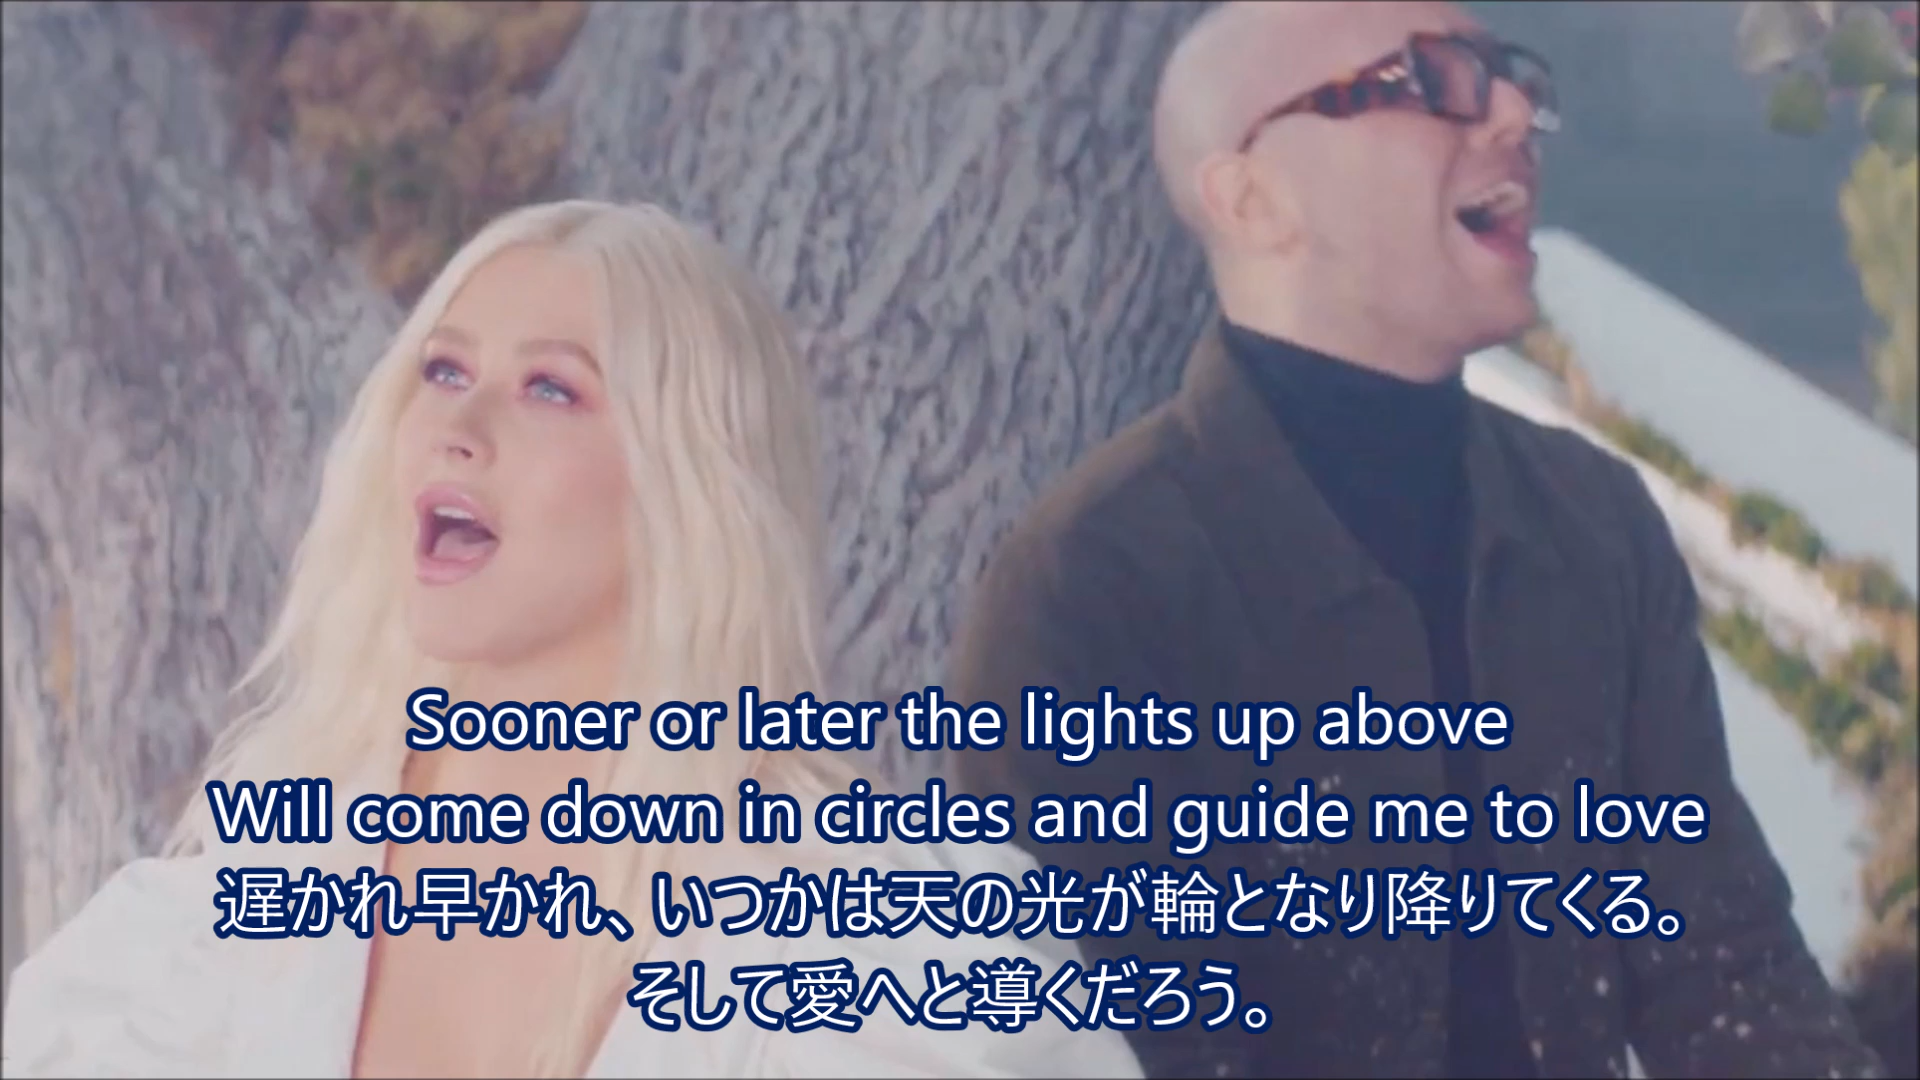 Sooner or later the lights up above
Will come down in circles and guide me to love
遅かれ早かれ、いつかは天の光が輪となり降りてくる。
そして愛へと導くだろう。